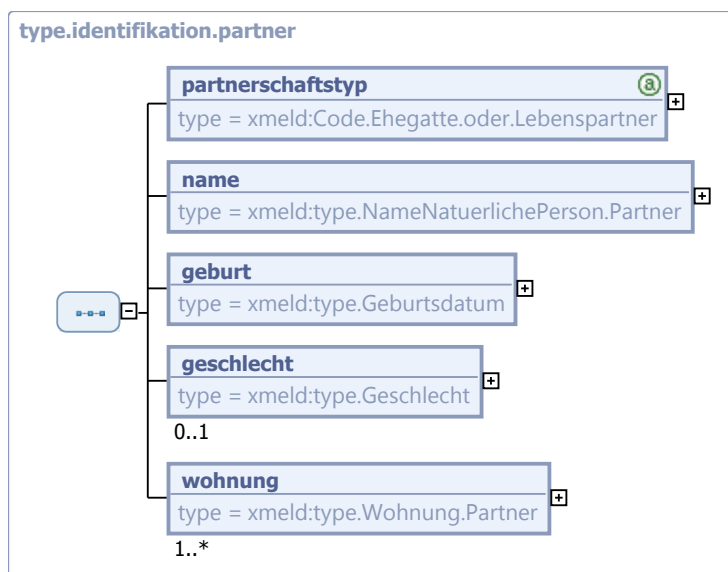 type.identifikation.partner
partnerschaftstyp
a
type = xmeld:Code.Ehegatte.oder.Lebenspartner
name
type = xmeld:type.NameNatuerlichePerson.Partner
geburt
type = xmeld:type.Geburtsdatum
geschlecht
type = xmeld:type.Geschlecht
0..1
wohnung
type = xmeld:type.Wohnung.Partner
1..*